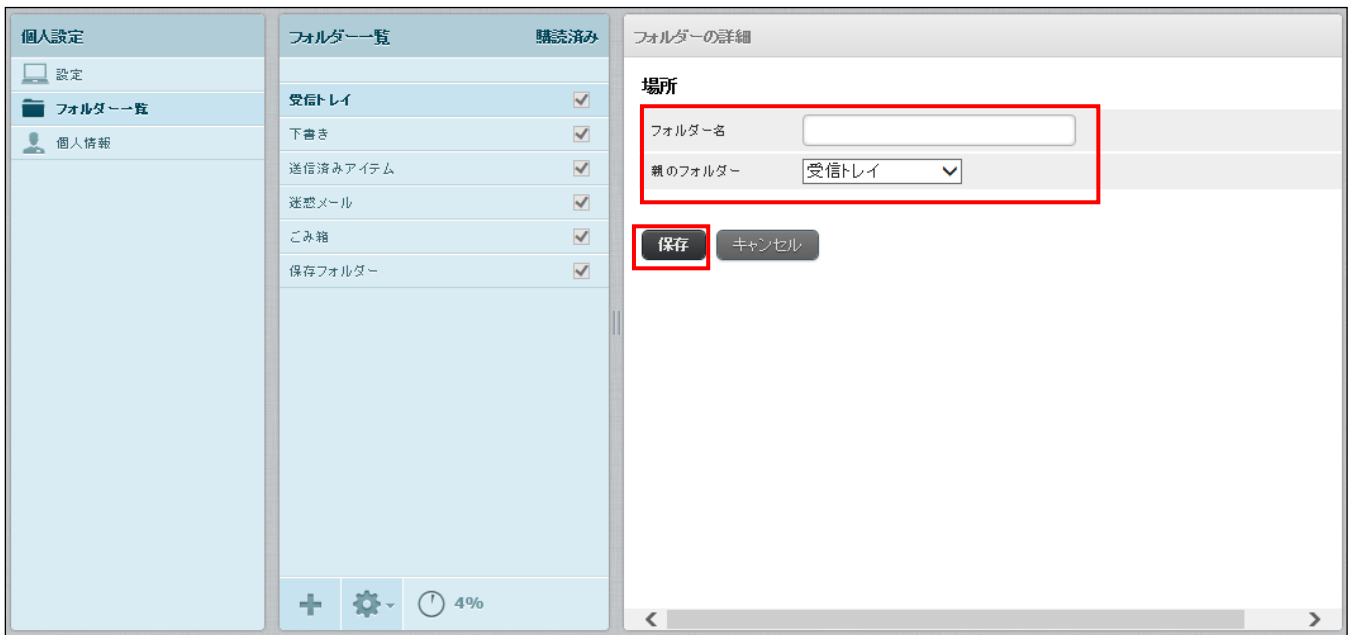 個人設定
設定
フォルダー一覧
個人情報
フォルダー一覧 購読済み
受信トレイ
下書き
送信済みアイテム
迷惑メール
ごみ箱
保存フォルダー
4%
フォルダーの詳細
場所
フォルダー名
親のフォルダー 受信トレイ
保存 キャンセル